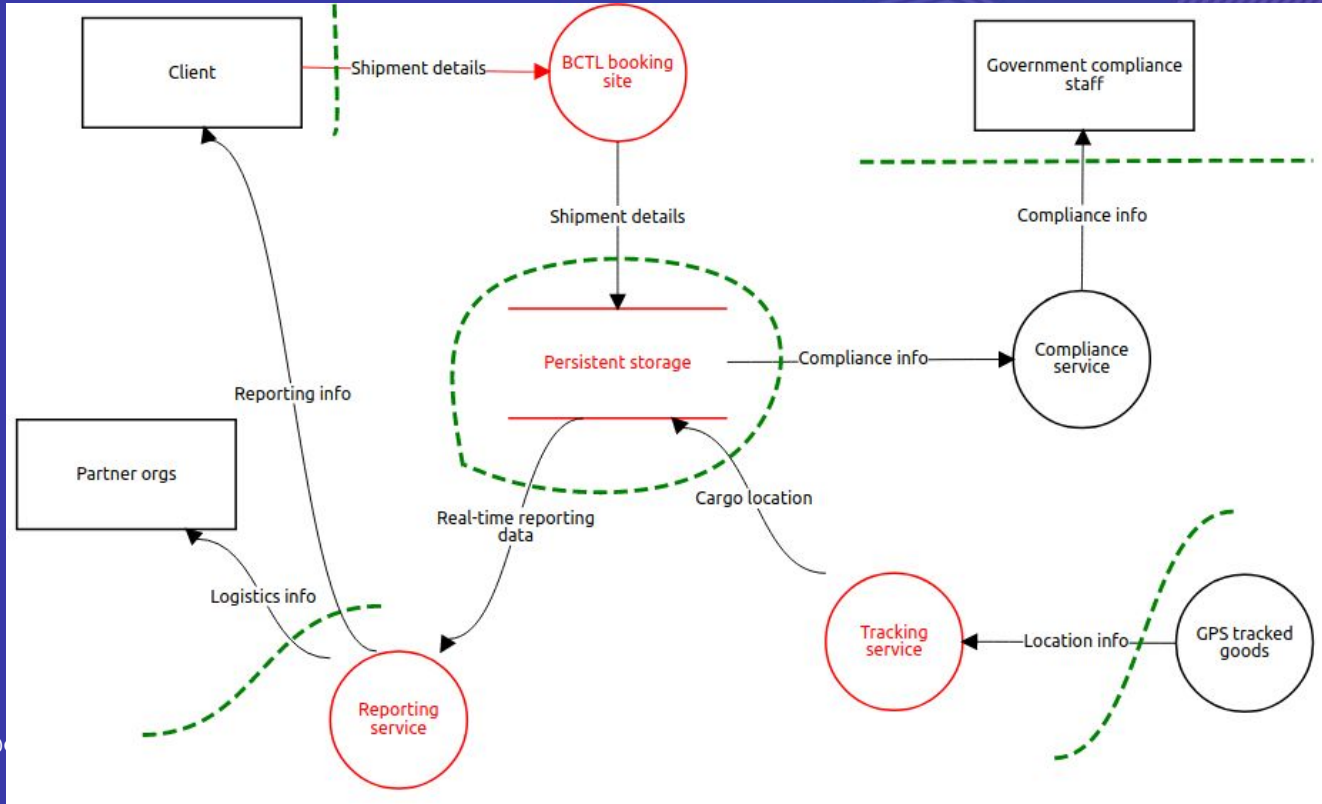 Client
Shipment details
BCTL booking
site
Government compliance
staff
Shipment details
Compliance info
Persistent storage
Compliance info
Compliance
service
Reporting info
Partner orgs
Real-time reporting
data
Cargo location
Logistics info
Tracking
service
Location info
GPS tracked
goods
Reporting
service